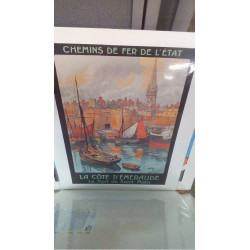 CHEMINS DE FER DE L'ÉTAT
LA CÔTE D'ÉMERAUDE
Le Port de Saint-Malo